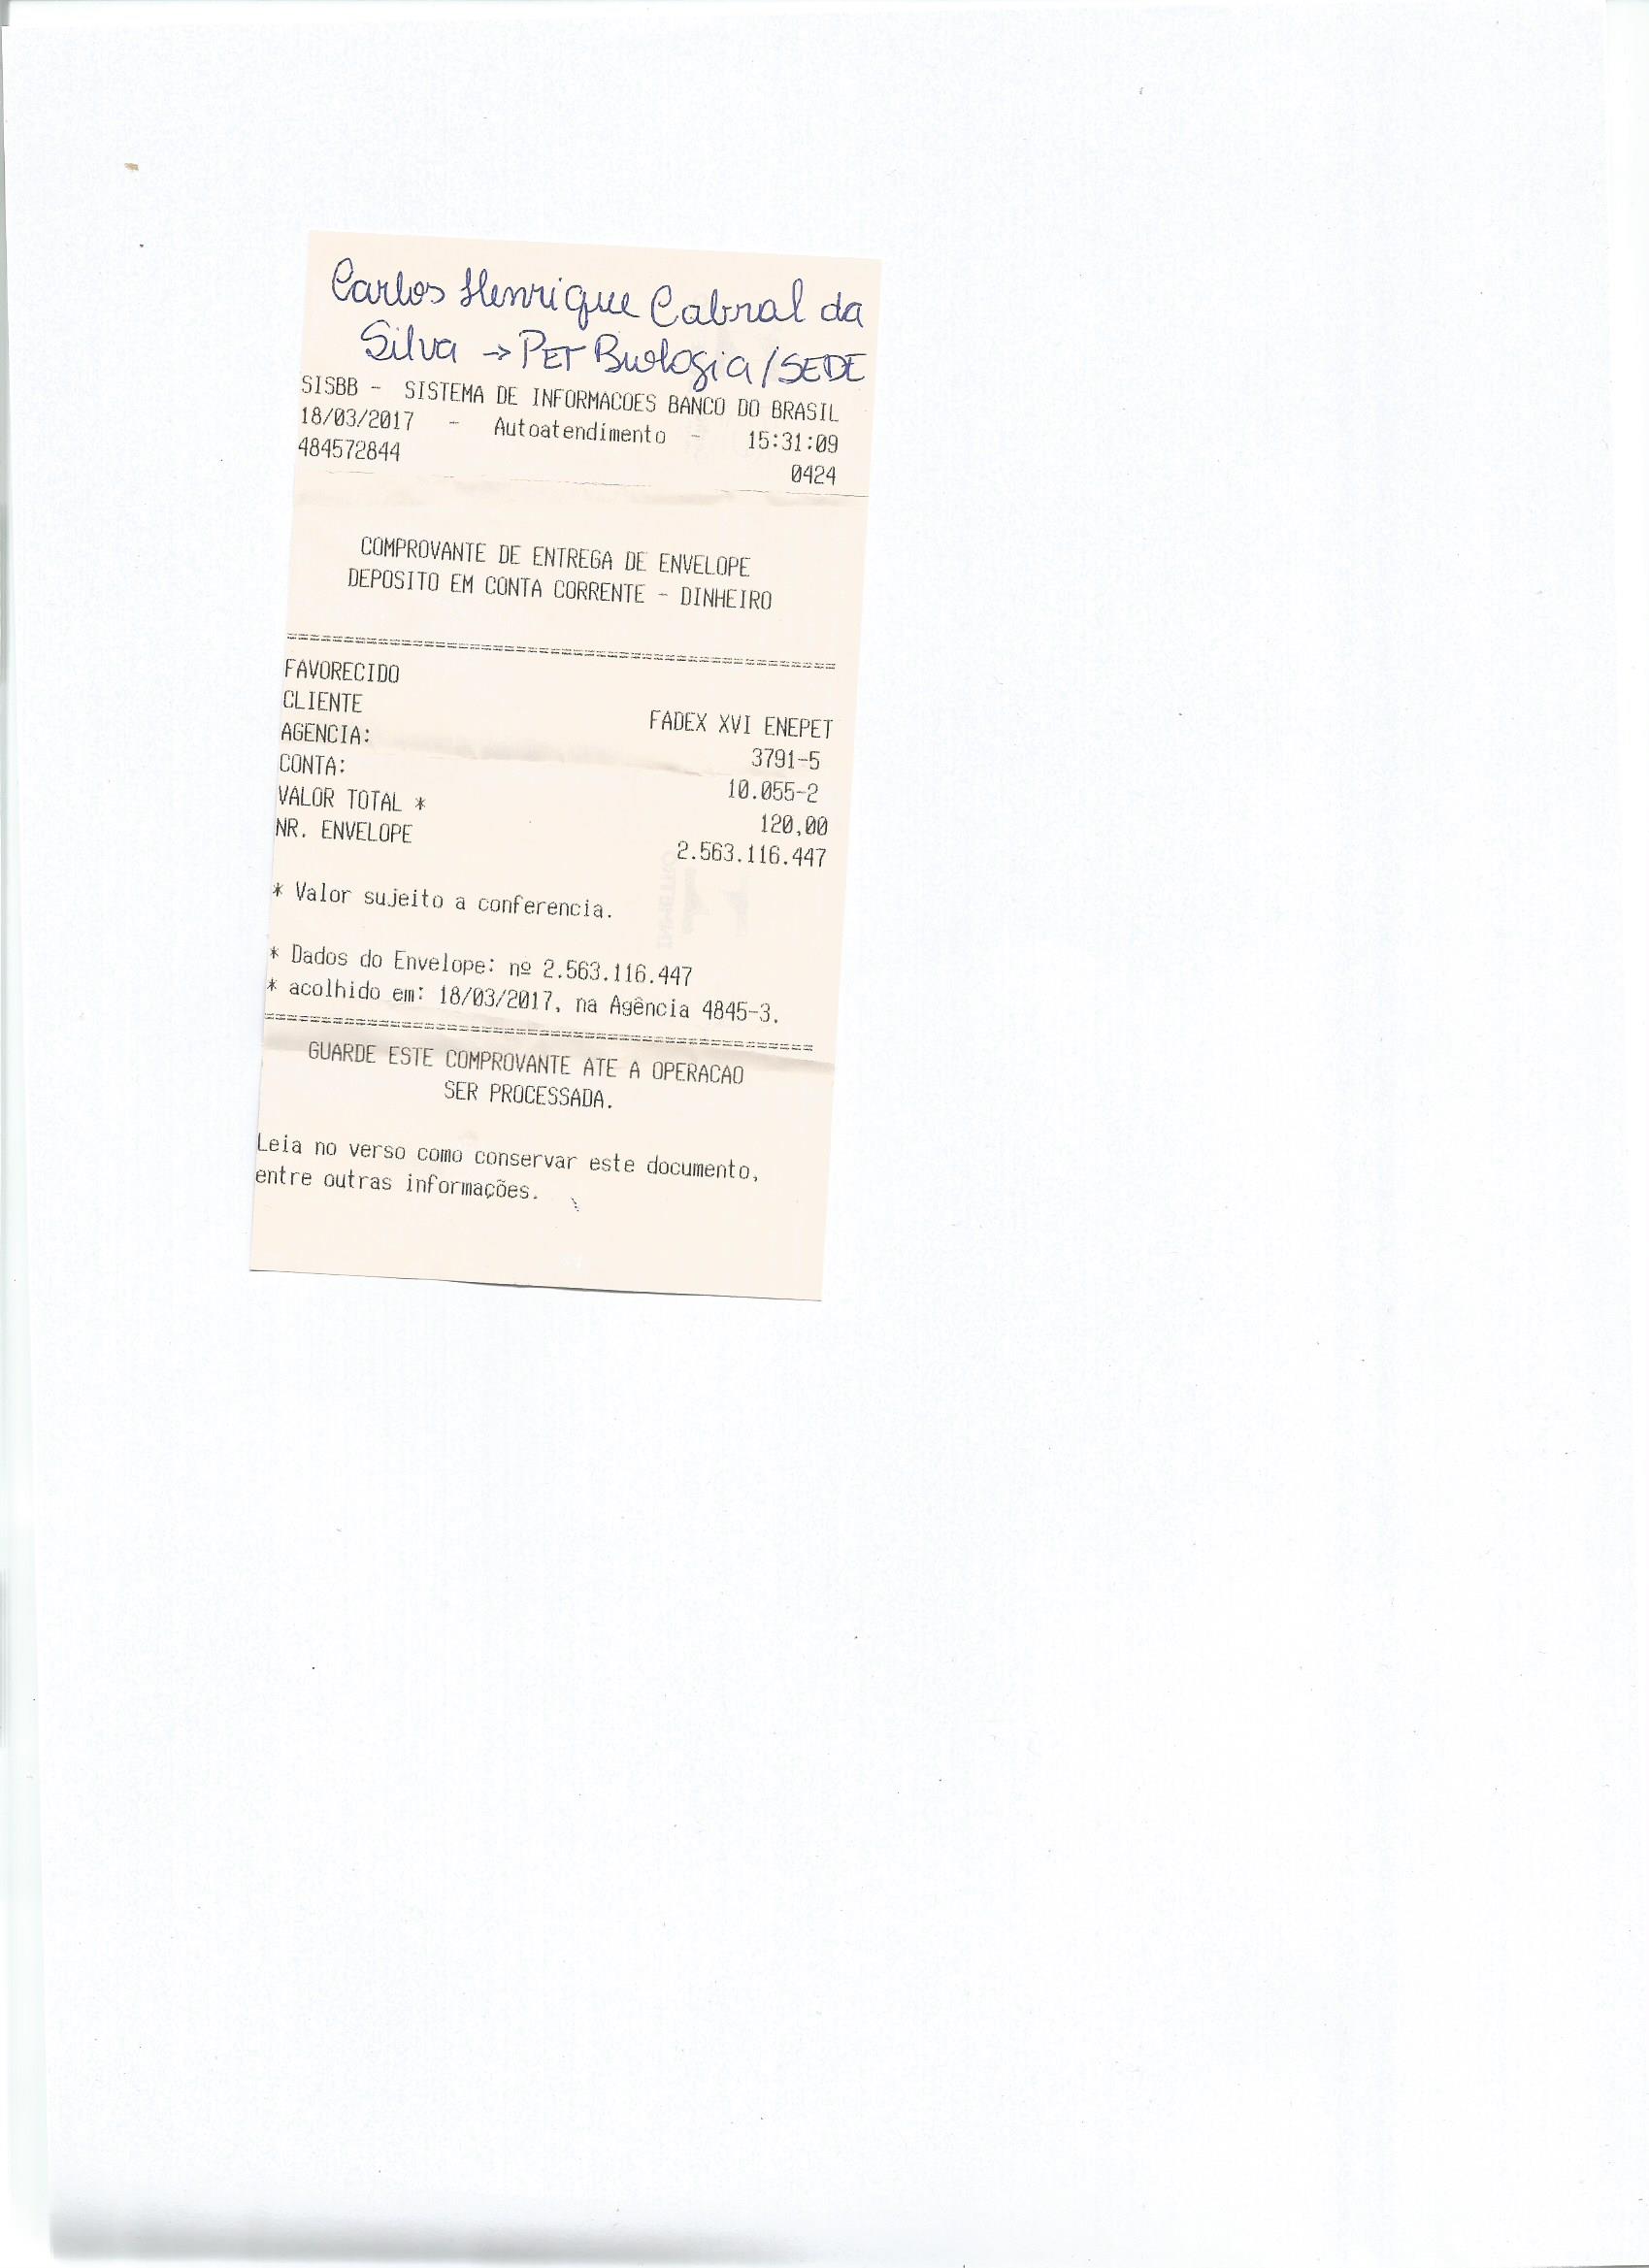 Carlos Henrique Cabral da
Silva → PET Biologia/SEDE
SISBB - SISTEMA DE INFORMACOES BANCO DO BRASIL
18/03/2017 - Autoatendimento - 15:31:09
484572844 0424
COMPROVANTE DE ENTREGA DE ENVELOPE
DEPOSITO EM CONTA CORRENTE - DINHEIRO
================================================
FAVORECIDO
CLIENTE FADEX XVI ENEPET
AGENCIA: 3791-5
CONTA: 10.055-2
VALOR TOTAL * 120,00
NR. ENVELOPE 2.563.116.447
* Valor sujeito a conferencia.
* Dados do Envelope: nº 2.563.116.447
* acolhido em: 18/03/2017, na Agência 4845-3.
================================================
GUARDE ESTE COMPROVANTE ATE A OPERACAO
SER PROCESSADA.
Leia no verso como conservar este documento,
entre outras informações.